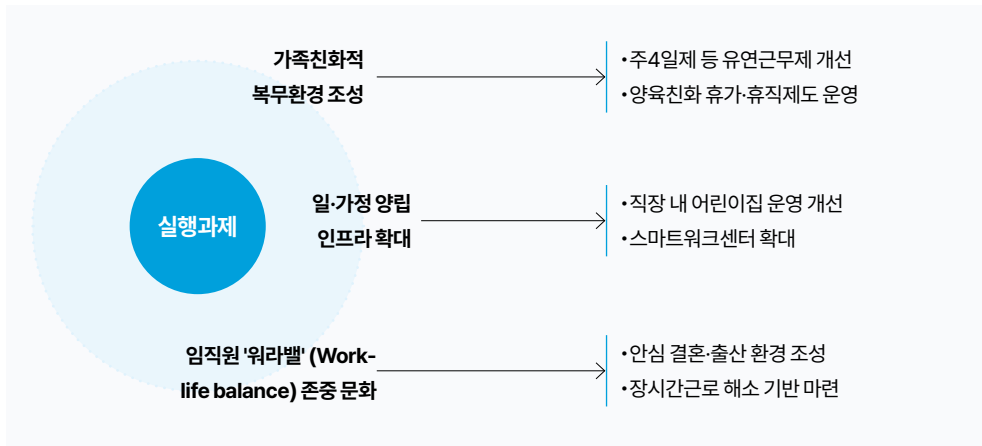 실행과제
가족친화적
복무환경 조성
•주4일제 등 유연근무제 개선
•양육친화 휴가·휴직제도 운영
일·가정 양립
인프라 확대
•직장 내 어린이집 운영 개선
•스마트워크센터 확대
임직원 '워라밸' (Work-
life balance) 존중 문화
•안심 결혼·출산 환경 조성
•장시간근로 해소 기반 마련